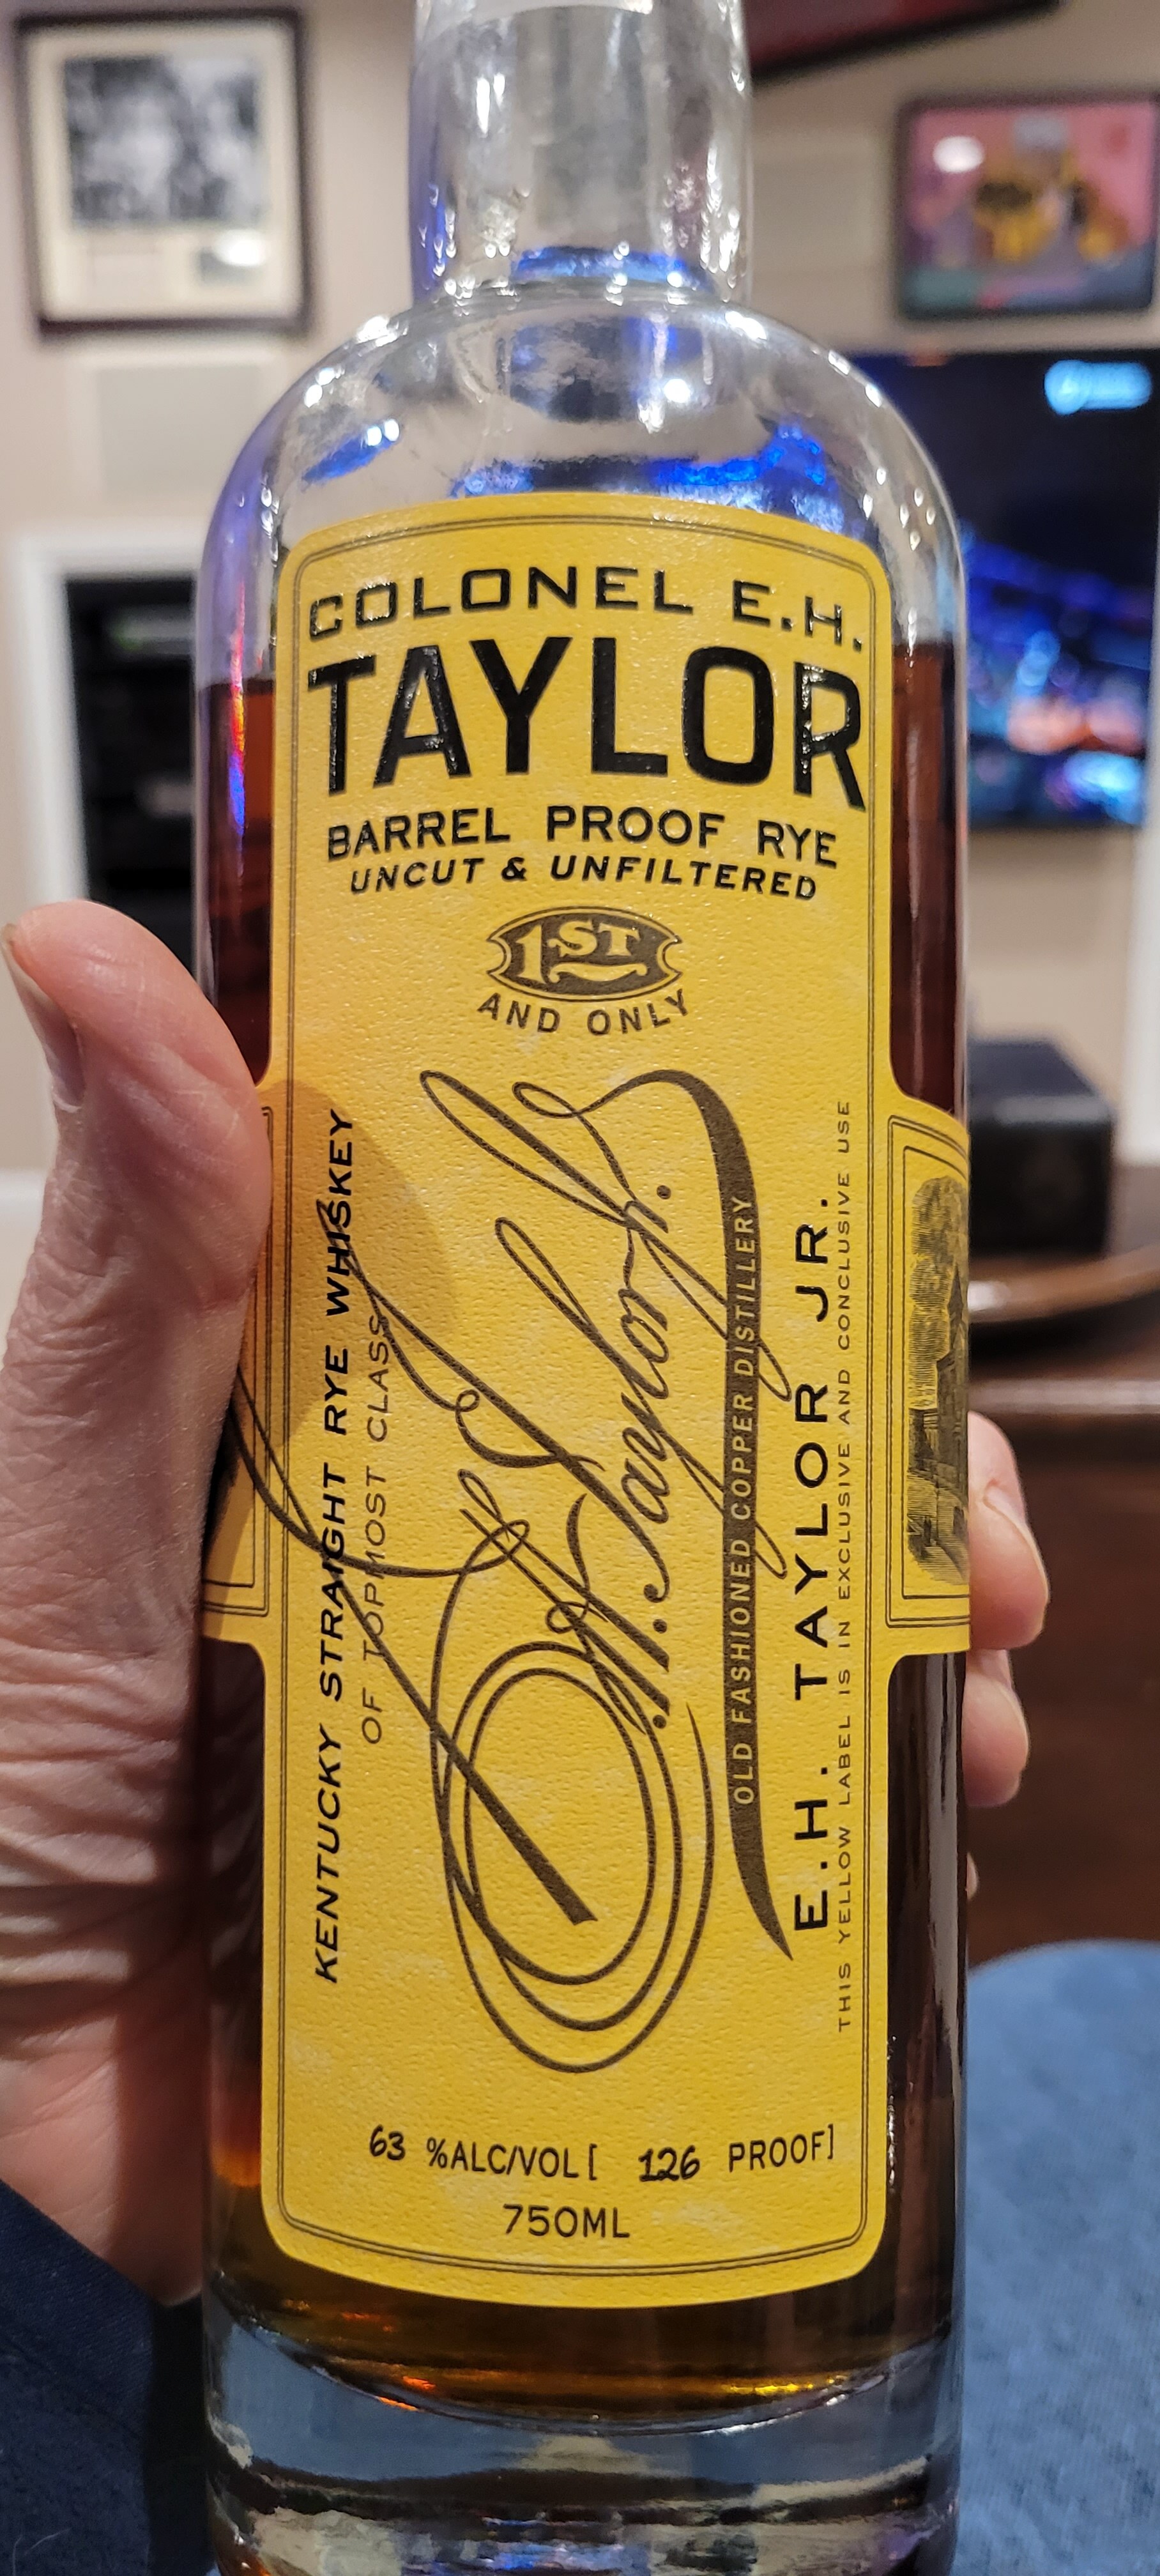 COLONEL E.H.
TAYLOR
BARREL PROOF RYE
UNCUT & UNFILTERED
1ST
AND ONLY
KENTUCKY STRAIGHT RYE WHISKEY
OF TOPMOST CLASS
E. H. Taylor, Jr.
OLD FASHIONED COPPER DISTILLERY
E.H. TAYLOR JR.
THIS YELLOW LABEL IS IN EXCLUSIVE AND CONCLUSIVE USE
63 %ALC/VOL [ 126 PROOF]
750ML